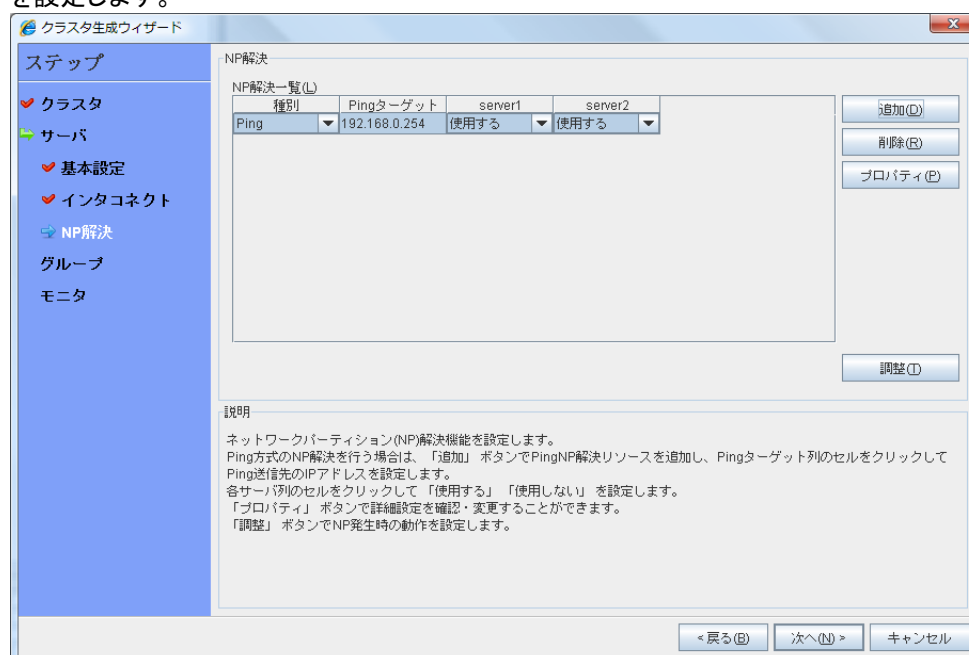 を設定します。
クラスタ生成ウィザード
ステップ
クラスタ
サーバ
基本設定
インタコネクト
NP解決
グループ
モニタ
NP解決
NP解決一覧(L)
種別 Pingターゲット server1 server2
Ping 192.168.0.254 使用する 使用する
追加(D)
削除(R)
プロパティ(P)
調整(T)
説明
ネットワークパーティション(NP)解決機能を設定します。
Ping方式のNP解決を行う場合は、「追加」 ボタンでPingNP解決リソースを追加し、Pingターゲット列のセルをクリックして
Ping送信先のIPアドレスを設定します。
各サーバ列のセルをクリックして 「使用する」 「使用しない」 を設定します。
「プロパティ」 ボタンで詳細設定を確認・変更することができます。
「調整」 ボタンでNP発生時の動作を設定します。
<戻る(B) 次へ(N)> キャンセル